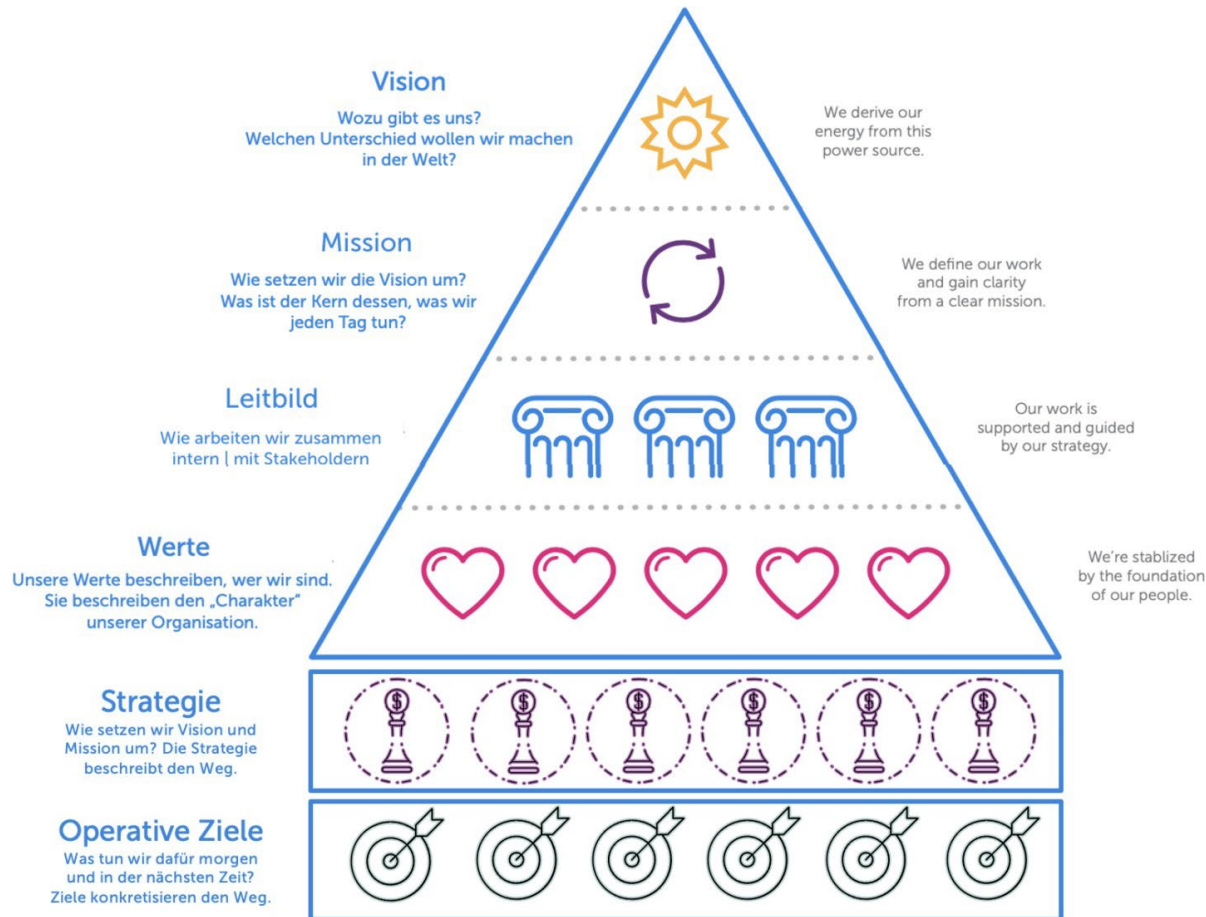 Vision
Wozu gibt es uns?
Welchen Unterschied wollen wir machen
in der Welt?
We derive our
energy from this
power source.
Mission
Wie setzen wir die Vision um?
Was ist der Kern dessen, was wir
jeden Tag tun?
We define our work
and gain clarity
from a clear mission.
Leitbild
Wie arbeiten wir zusammen
intern | mit Stakeholdern
Our work is
supported and guided
by our strategy.
Werte
Unsere Werte beschreiben, wer wir sind.
Sie beschreiben den „Charakter"
unserer Organisation.
We're stablized
by the foundation
of our people.
Strategie
Wie setzen wir Vision und
Mission um? Die Strategie
beschreibt den Weg.
$ $ $ $ $ $
Operative Ziele
Was tun wir dafür morgen
und in der nächsten Zeit?
Ziele konkretisieren den Weg.